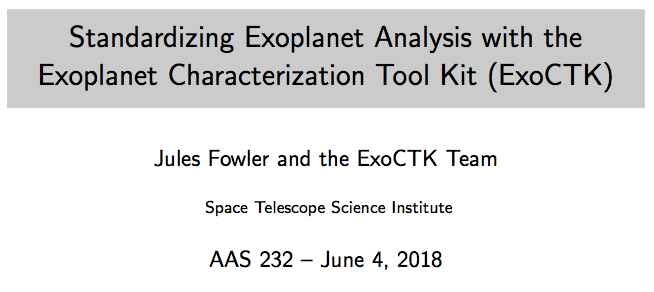 Standardizing Exoplanet Analysis with the
Exoplanet Characterization Tool Kit (ExoCTK)
Jules Fowler and the ExoCTK Team
Space Telescope Science Institute
AAS 232 – June 4, 2018